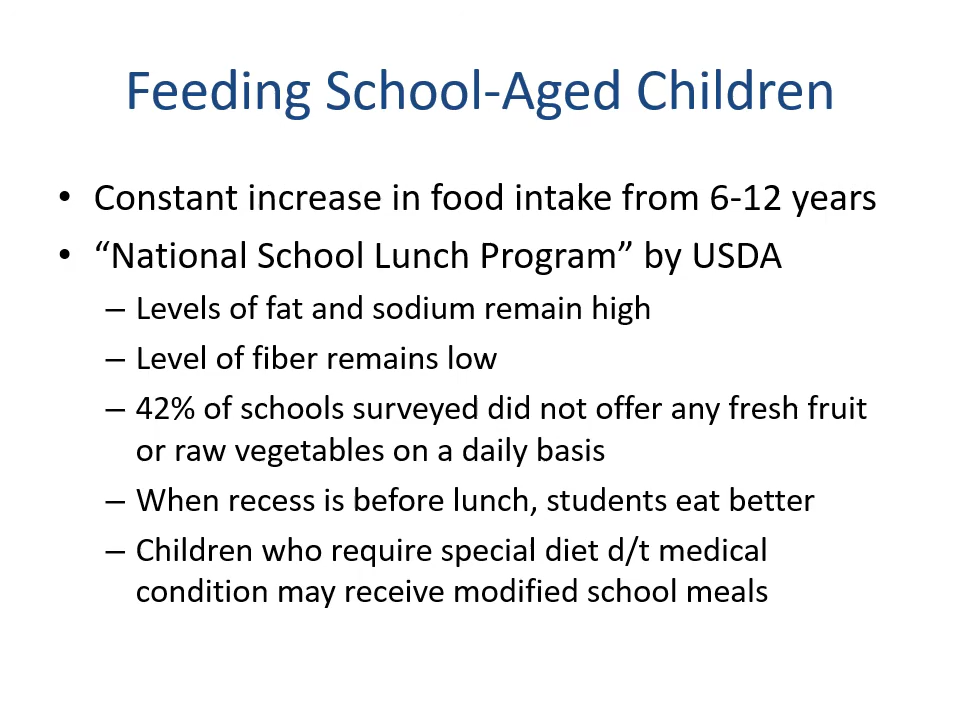 Feeding School-Aged Children
• Constant increase in food intake from 6-12 years
• “National School Lunch Program” by USDA
– Levels of fat and sodium remain high
– Level of fiber remains low
– 42% of schools surveyed did not offer any fresh fruit
or raw vegetables on a daily basis
– When recess is before lunch, students eat better
– Children who require special diet d/t medical
condition may receive modified school meals